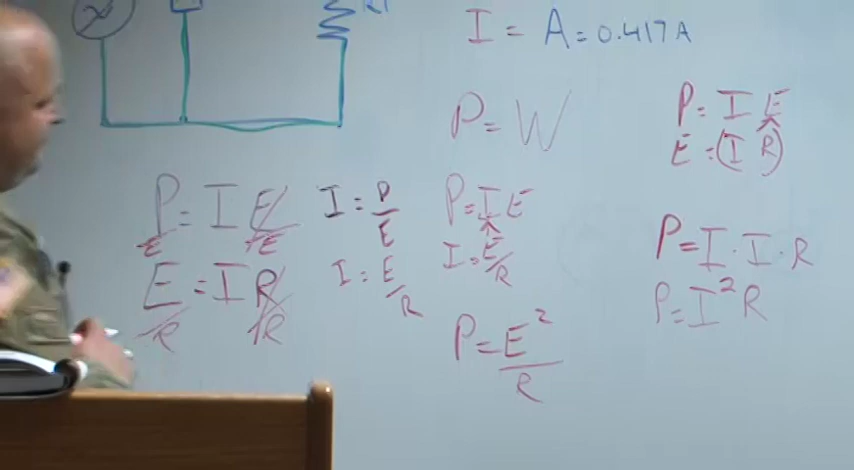 R1
I = A = 0.417A
P = W
P = I E
E = (I R)
P = I E
E E
I = P/E
P = I E
E = I R
R R
I = E/R
I = E/R
P = I · I · R
P = I²R
P = E²/R